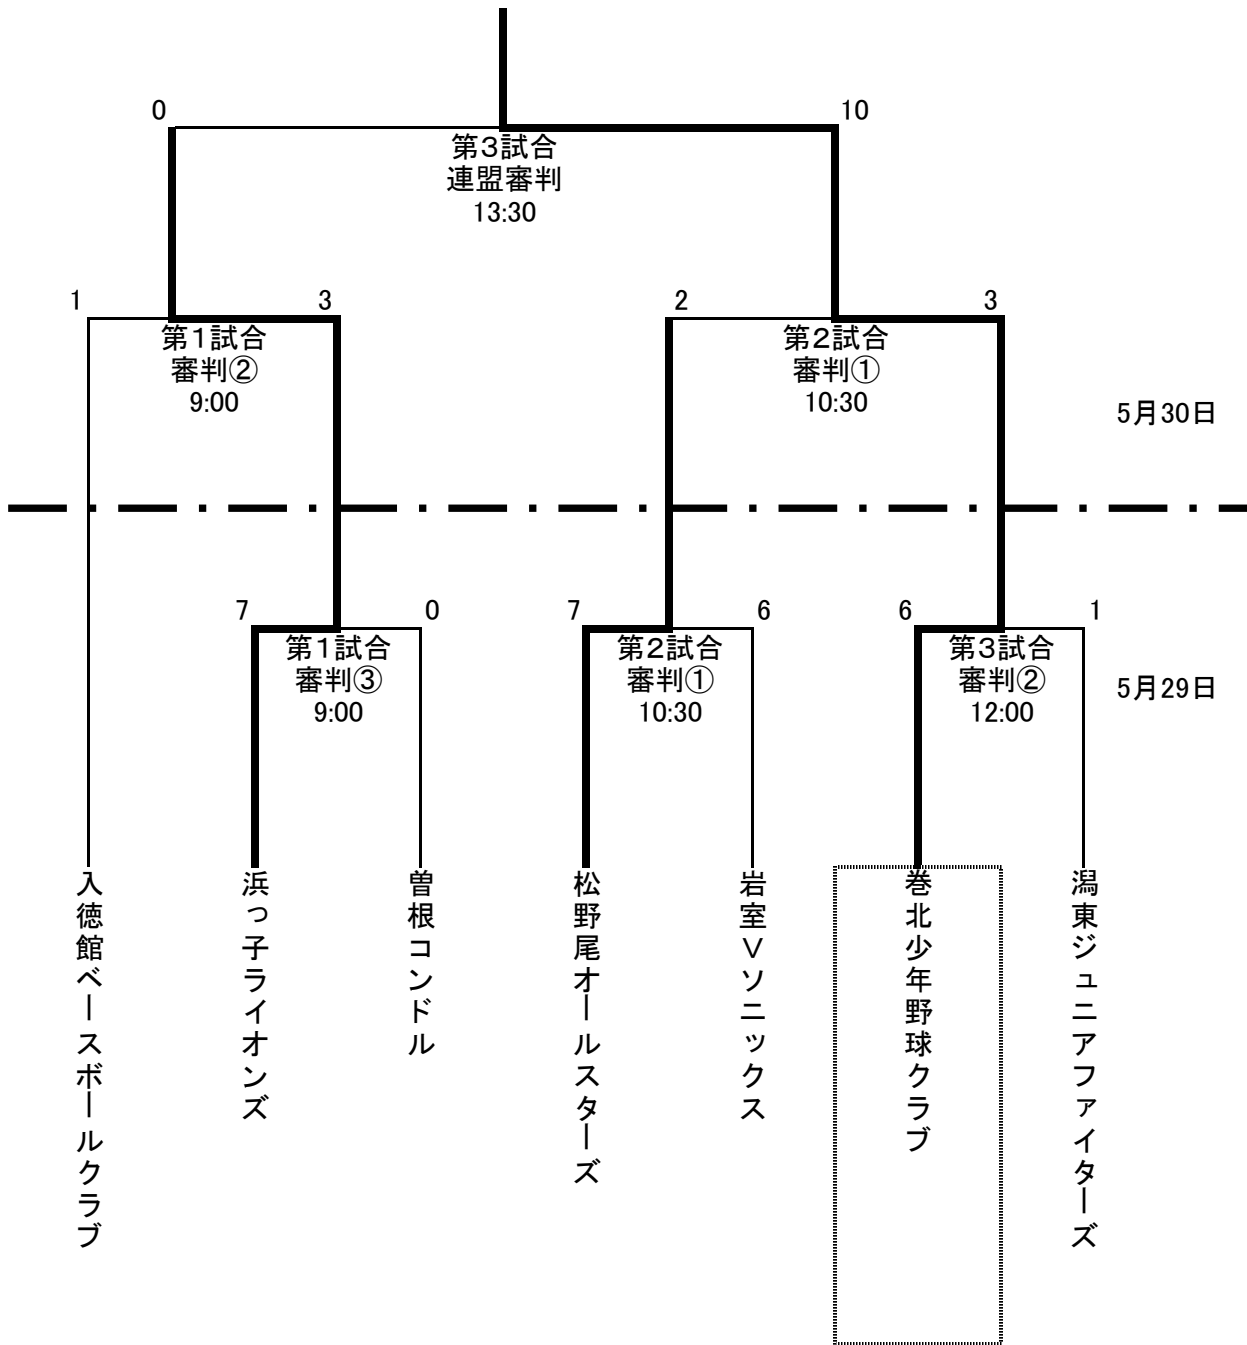 0
10
第3試合
連盟審判
13:30
1
3
2
3
第1試合
審判②
9:00
第2試合
審判①
10:30
5月30日
7
0
7
6
6
1
第1試合
審判③
9:00
第2試合
審判①
10:30
第3試合
審判②
12:00
5月29日
入徳館ベースボールクラブ
浜っ子ライオンズ
曽根コンドル
松野尾オールスターズ
岩室Vソニックス
巻北少年野球クラブ
潟東ジュニアファイターズ